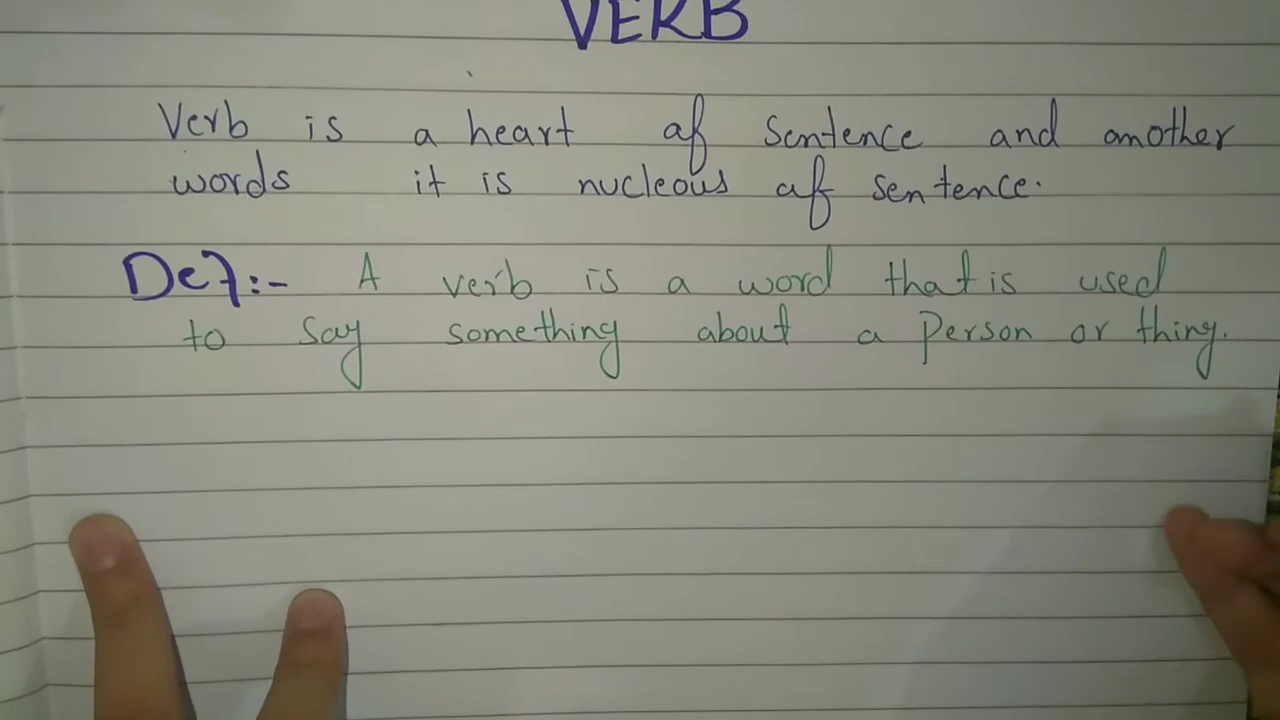 VERB
Verb is a heart af sentence and another
words it is nucleous af sentence.
Def:- A verb is a word that is used
to say something about a person or thing.